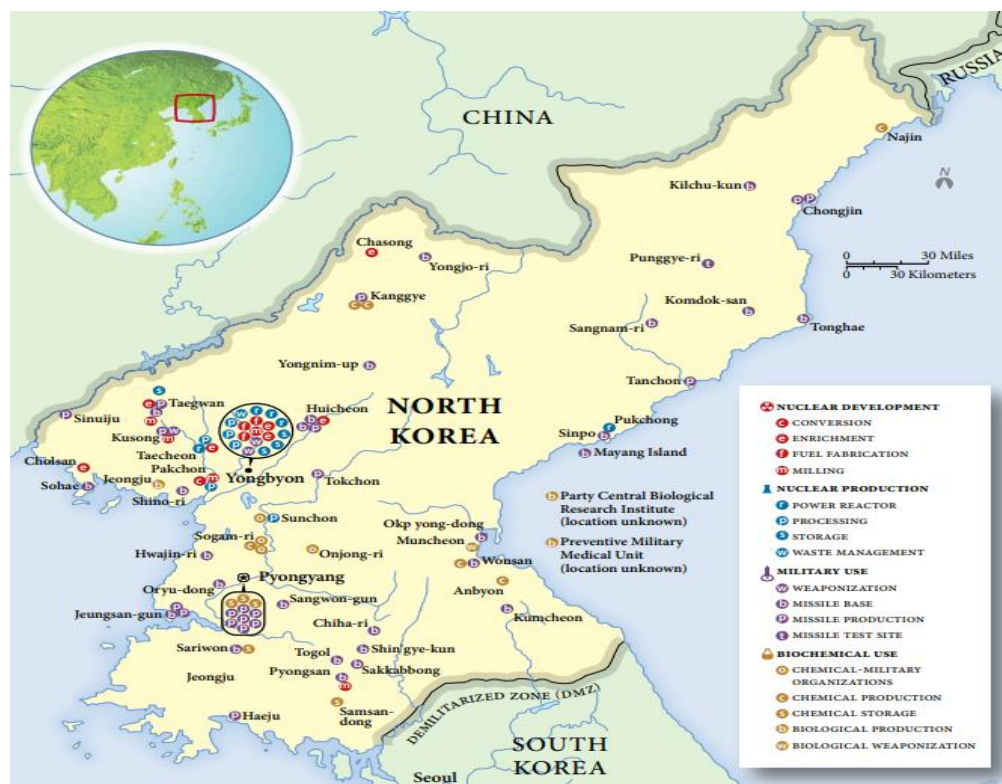 RUSSIA
CHINA
Najin
N
Kilchu-kun
Chongjin
Chasong
Yongjo-ri
Punggye-ri
0 30 Miles
0 30 Kilometers
Kanggye
Komdok-san
Sangnam-ri
Tonghae
Yongnim-up
Tanchon
Taegwan
Huicheon
NORTH
KOREA
Sinuiju
Kusong
Taecheon
Pukchong
Sinpo
Mayang Island
Cholsan
Pakchon
Jeongju
Yongbyon
Sohae
Tokchon
Shino-ri
Party Central Biological
Research Institute
(location unknown)
Sunchon
Okp yong-dong
Sogam-ri
Muncheon
Preventive Military
Medical Unit
(location unknown)
Hwajin-ri
Onjong-ri
Wonsan
Pyongyang
Anbyon
Oryu-dong
Sangwon-gun
Jeungsan-gun
Kumcheon
Chiha-ri
Sariwon
Togol
Shin'gye-kun
Jeongju
Pyongsan
Sakkabbong
Samsan-
dong
Haeju
DEMILITARIZED ZONE (DMZ)
SOUTH
KOREA
Seoul
NUCLEAR DEVELOPMENT
c CONVERSION
e ENRICHMENT
f FUEL FABRICATION
m MILLING
NUCLEAR PRODUCTION
r POWER REACTOR
p PROCESSING
s STORAGE
w WASTE MANAGEMENT
MILITARY USE
w WEAPONIZATION
b MISSILE BASE
p MISSILE PRODUCTION
t MISSILE TEST SITE
BIOCHEMICAL USE
o CHEMICAL-MILITARY
ORGANIZATIONS
c CHEMICAL PRODUCTION
s CHEMICAL STORAGE
b BIOLOGICAL PRODUCTION
w BIOLOGICAL WEAPONIZATION